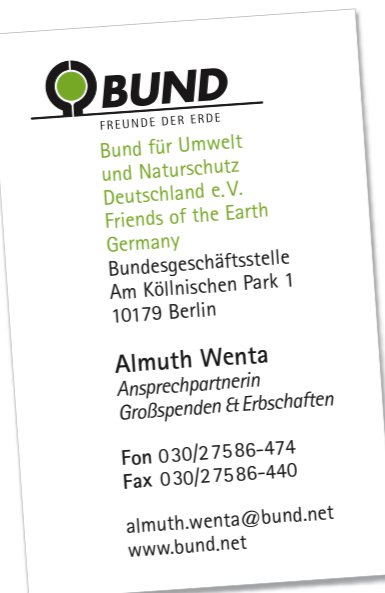 BUND
FREUNDE DER ERDE
Bund für Umwelt
und Naturschutz
Deutschland e.V.
Friends of the Earth
Germany
Bundesgeschäftsstelle
Am Köllnischen Park 1
10179 Berlin
Almuth Wenta
Ansprechpartnerin
Großspenden & Erbschaften
Fon 030/27586-474
Fax 030/27586-440
almuth.wenta@bund.net
www.bund.net